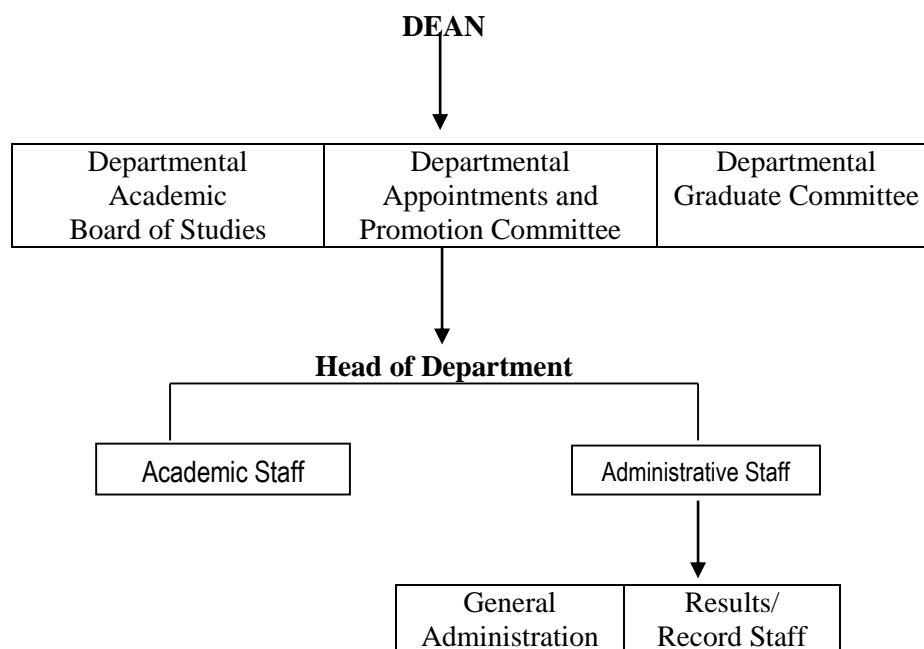 DEAN
Departmental
Academic
Board of Studies
Departmental
Appointments and
Promotion Committee
Departmental
Graduate Committee
Head of Department
Academic Staff
Administrative Staff
General
Administration
Results/
Record Staff